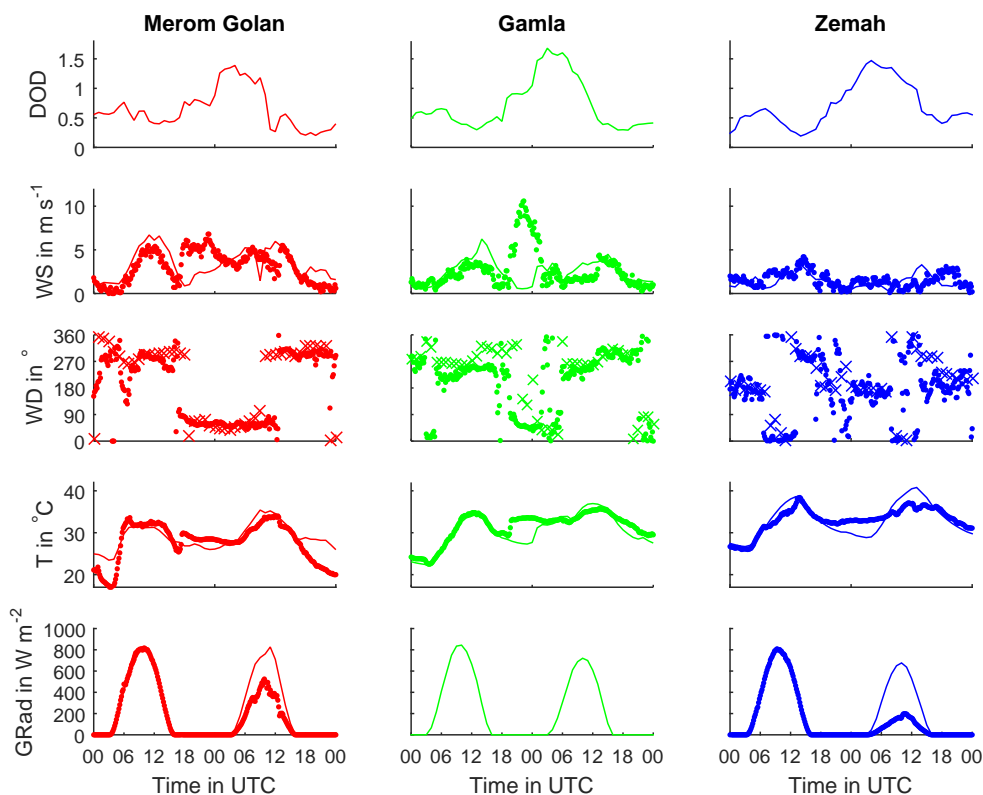 Merom Golan Gamla Zemah
DOD
1.5
1
0.5
0
WS in m s⁻¹
10
5
0
WD in °
360
270
180
90
0
T in °C
40
30
20
GRad in W m⁻²
1000
800
600
400
200
0
00 06 12 18 00 06 12 18 00 00 06 12 18 00 06 12 18 00 00 06 12 18 00 06 12 18 00
Time in UTC Time in UTC Time in UTC